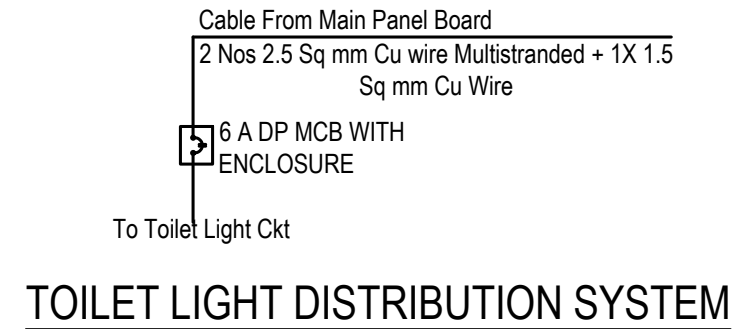 Cable From Main Panel Board
2 Nos 2.5 Sq mm Cu wire Multistranded + 1X 1.5
Sq mm Cu Wire
6 A DP MCB WITH
ENCLOSURE
To Toilet Light Ckt
TOILET LIGHT DISTRIBUTION SYSTEM